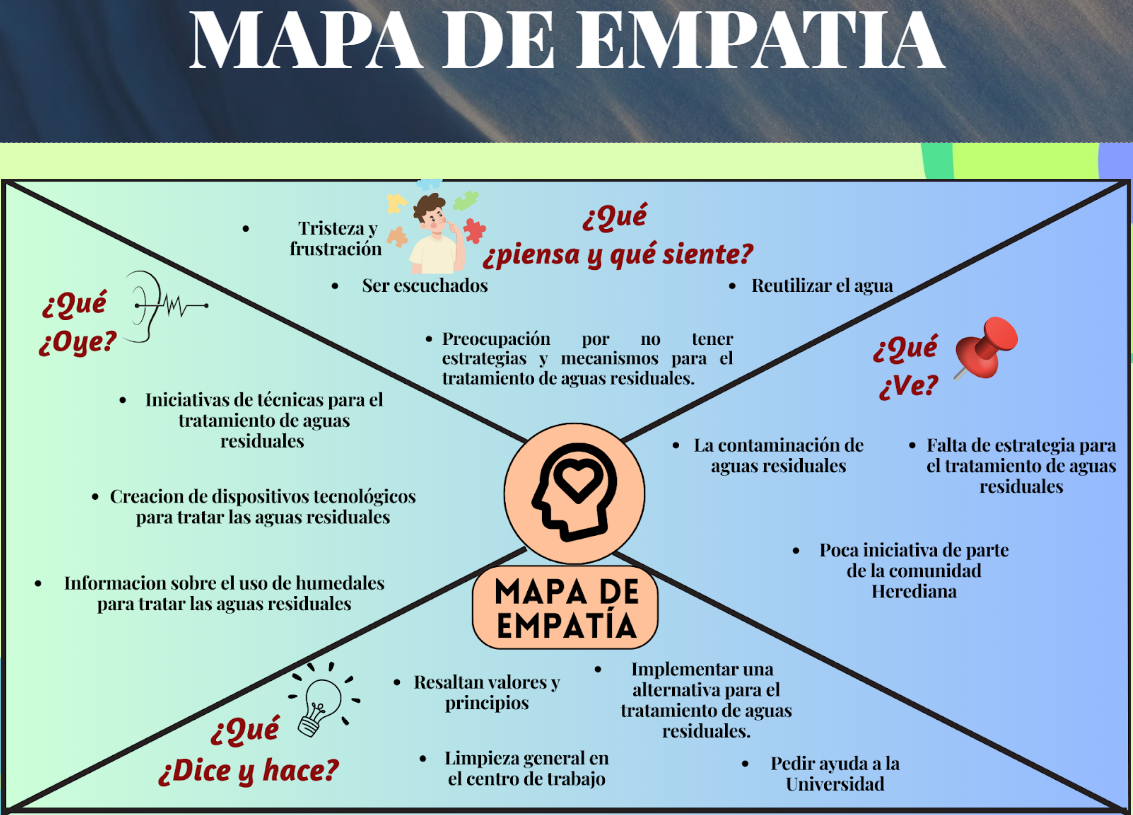 MAPA DE EMPATIA
¿Qué
¿piensa y qué siente?
• Tristeza y
frustración
• Ser escuchados
• Reutilizar el agua
• Preocupación por no tener
estrategias y mecanismos para el
tratamiento de aguas residuales.
¿Qué
¿Oye?
• Iniciativas de técnicas para el
tratamiento de aguas
residuales
• Creacion de dispositivos tecnológicos
para tratar las aguas residuales
• Informacion sobre el uso de humedales
para tratar las aguas residuales
¿Qué
¿Ve?
• La contaminación de
aguas residuales
• Falta de estrategia para
el tratamiento de aguas
residuales
• Poca iniciativa de parte
de la comunidad
Herediana
MAPA DE
EMPATÍA
¿Qué
¿Dice y hace?
• Resaltan valores y
principios
• Implementar una
alternativa para el
tratamiento de aguas
residuales.
• Limpieza general en
el centro de trabajo
• Pedir ayuda a la
Universidad